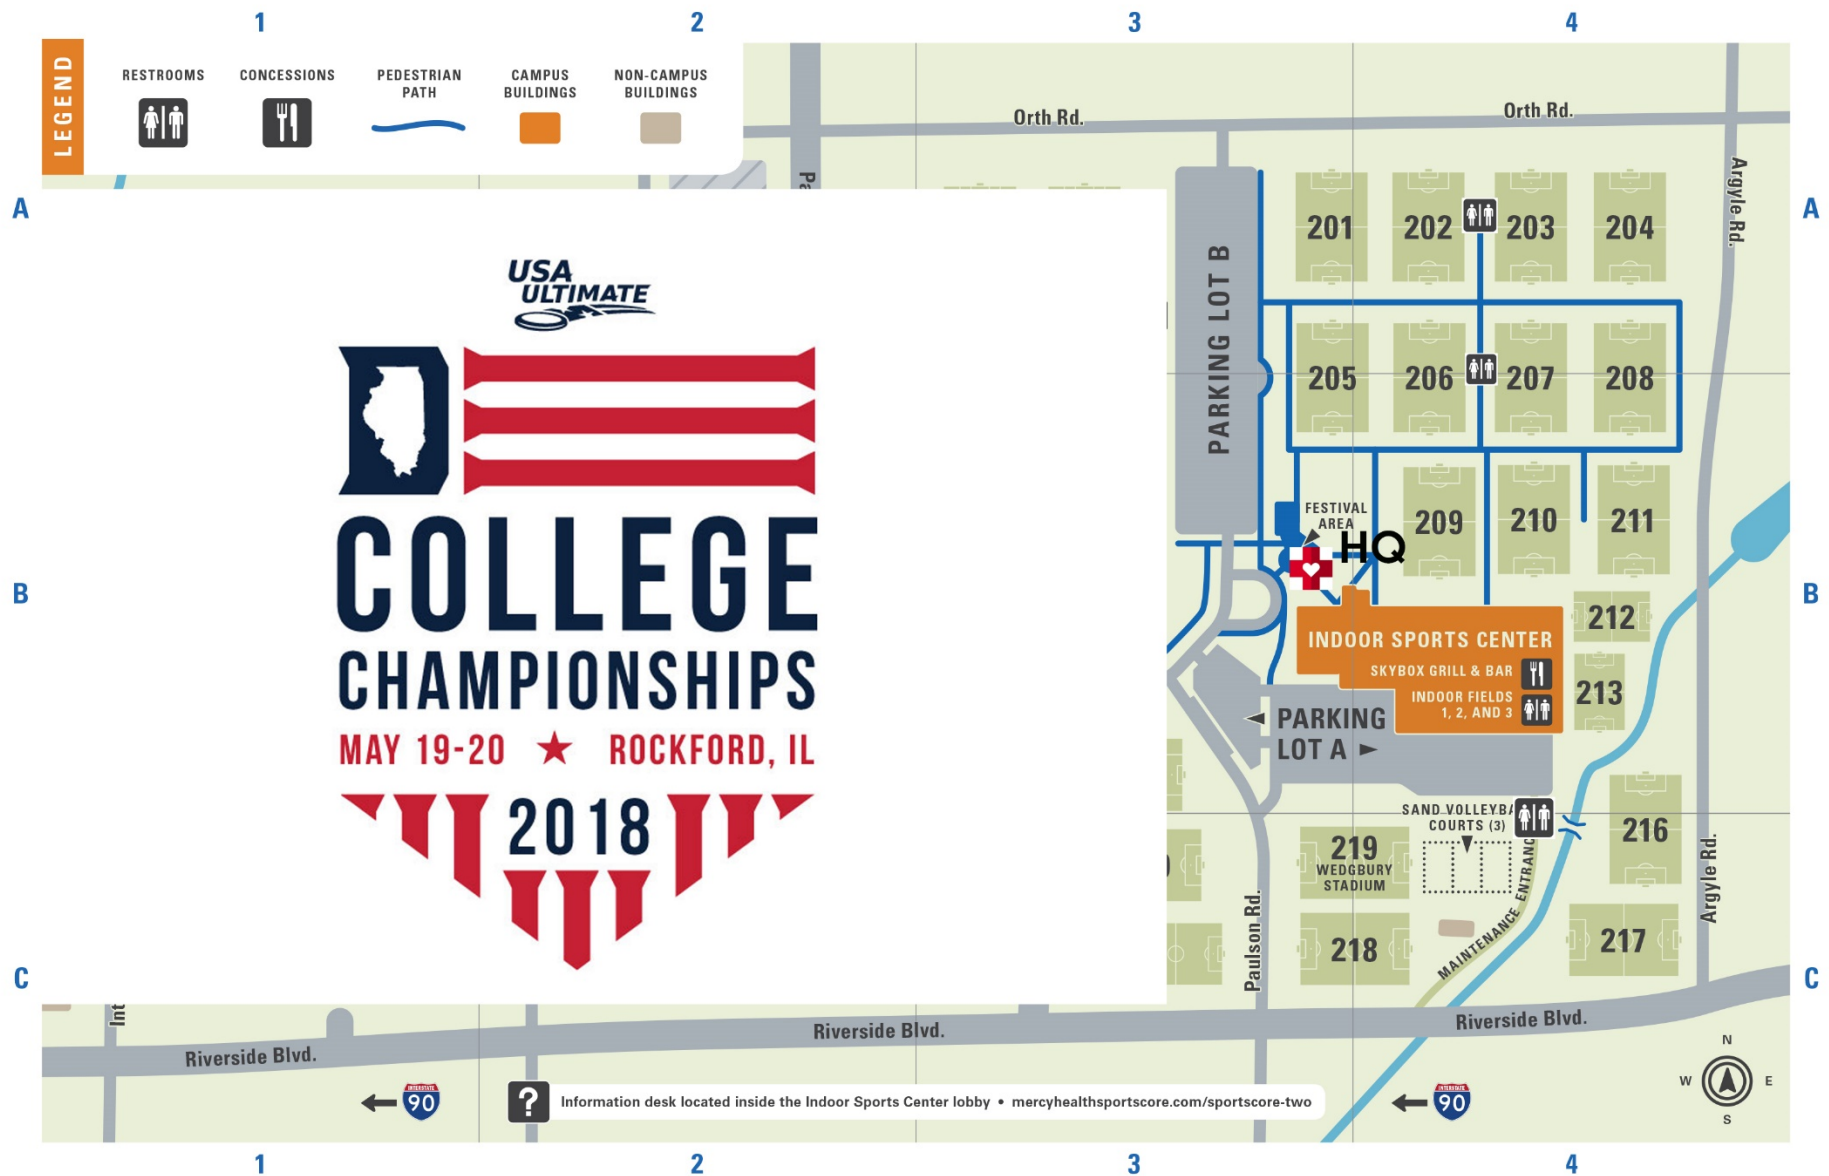 1
2
3
4
LEGEND
RESTROOMS
CONCESSIONS
PEDESTRIAN
PATH
CAMPUS
BUILDINGS
NON-CAMPUS
BUILDINGS
Orth Rd.
Orth Rd.
Argyle Rd.
A
A
USA
ULTIMATE
D
COLLEGE
CHAMPIONSHIPS
MAY 19-20 ★ ROCKFORD, IL
2018
PARKING LOT B
201
202
203
204
205
206
207
208
FESTIVAL
AREA
HQ
209
210
211
B
B
INDOOR SPORTS CENTER
SKYBOX GRILL & BAR
INDOOR FIELDS
1, 2, AND 3
212
213
◄ PARKING
LOT A ►
COURTS (3)
SAND
216
219
WEDGBURY
STADIUM
218
217
MAINTENANCE
Paulson Rd.
Argyle Rd.
C
C
Riverside Blvd.
Riverside Blvd.
Riverside Blvd.
N
W
E
S
INTERSTATE
90
? Information desk located inside the Indoor Sports Center lobby • mercyhealthsportscore.com/sportscore-two
INTERSTATE
90
1
2
3
4